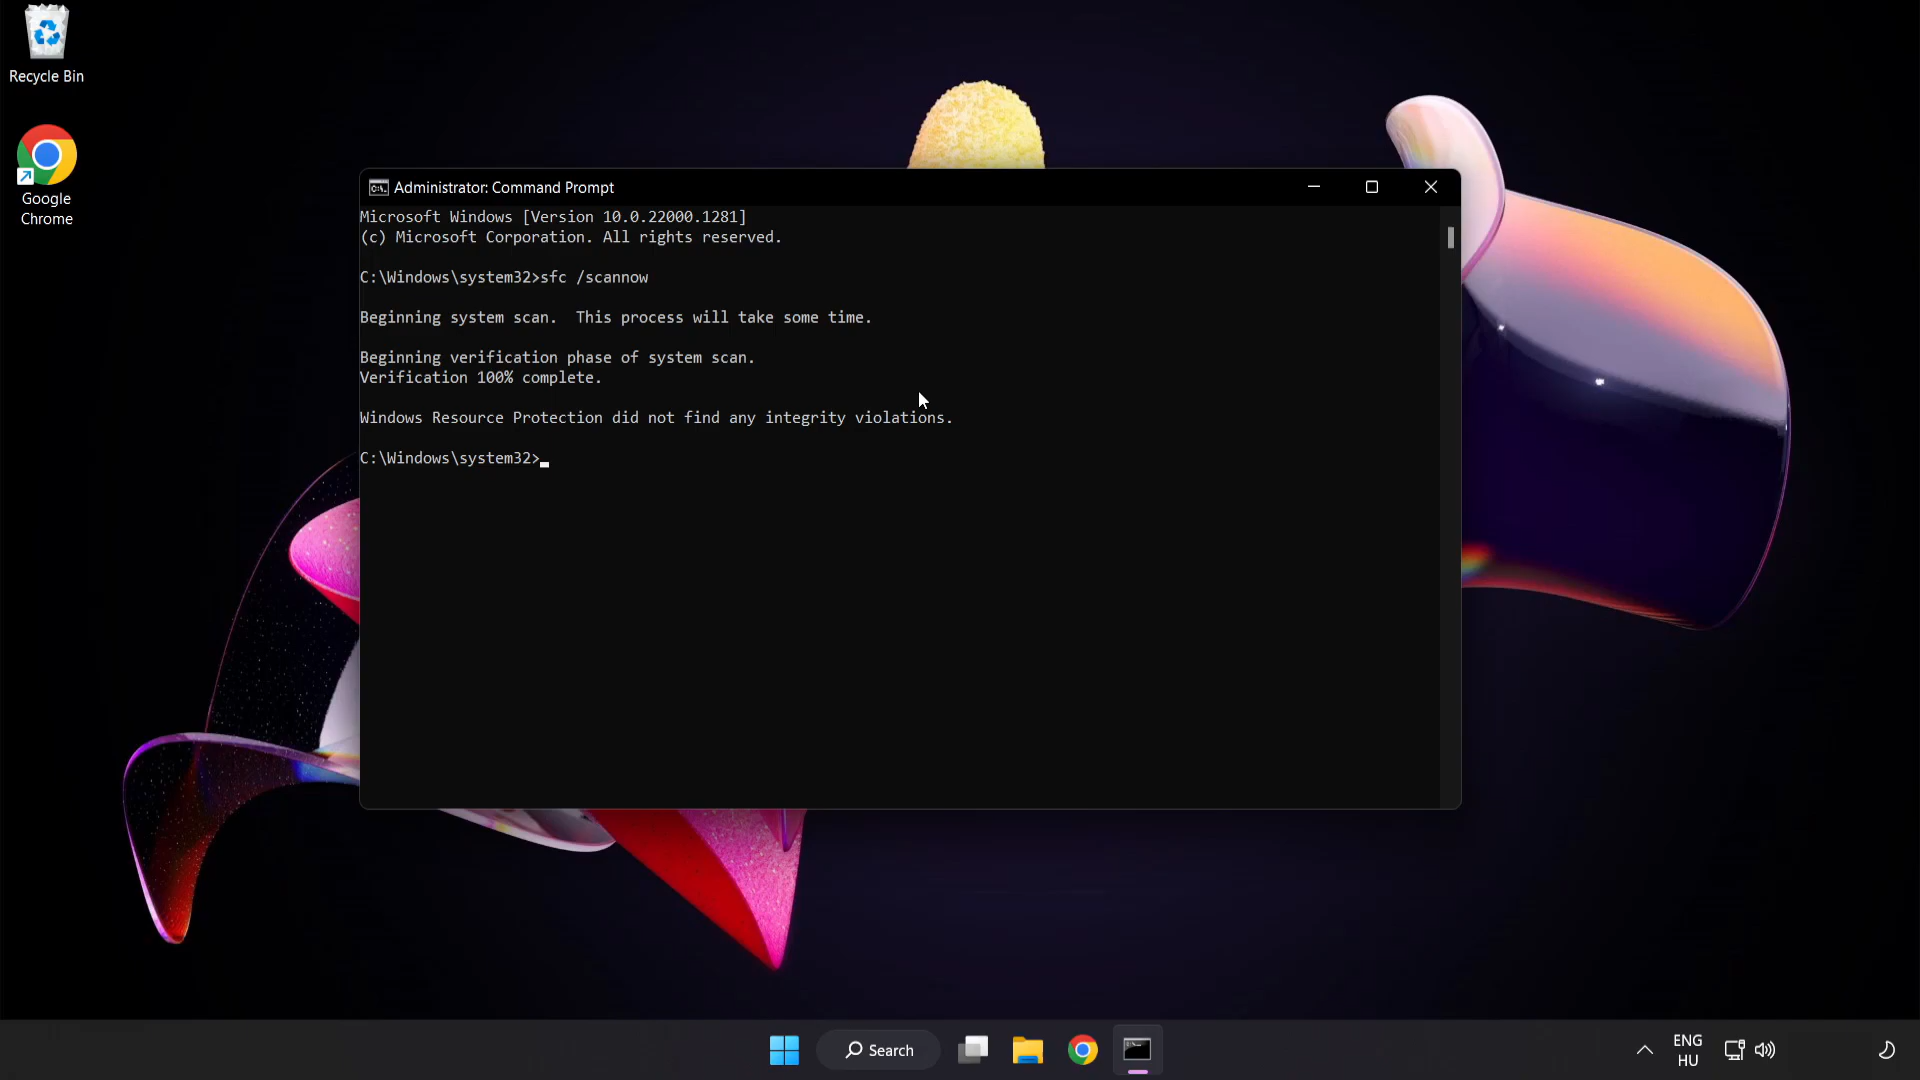 Recycle Bin
Google
Chrome
Administrator: Command Prompt
Microsoft Windows [Version 10.0.22000.1281]
(c) Microsoft Corporation. All rights reserved.
C:\Windows\system32>sfc /scannow
Beginning system scan.  This process will take some time.
Beginning verification phase of system scan.
Verification 100% complete.
Windows Resource Protection did not find any integrity violations.
C:\Windows\system32>
Search
ENG
HU